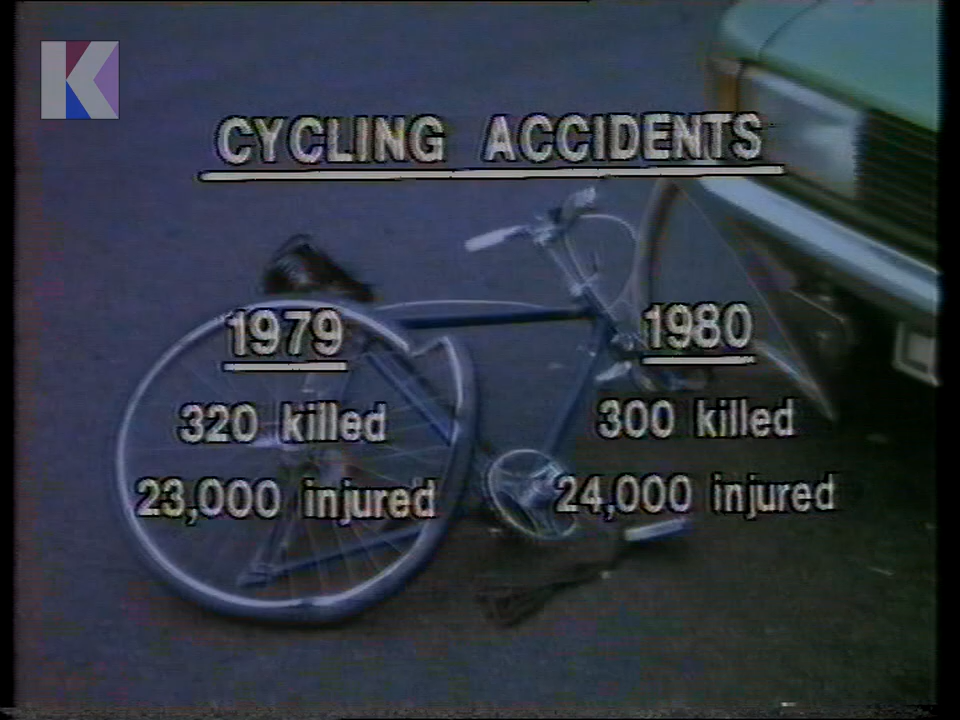 K
CYCLING ACCIDENTS
1979
320 killed
23,000 injured
1980
300 killed
24,000 injured